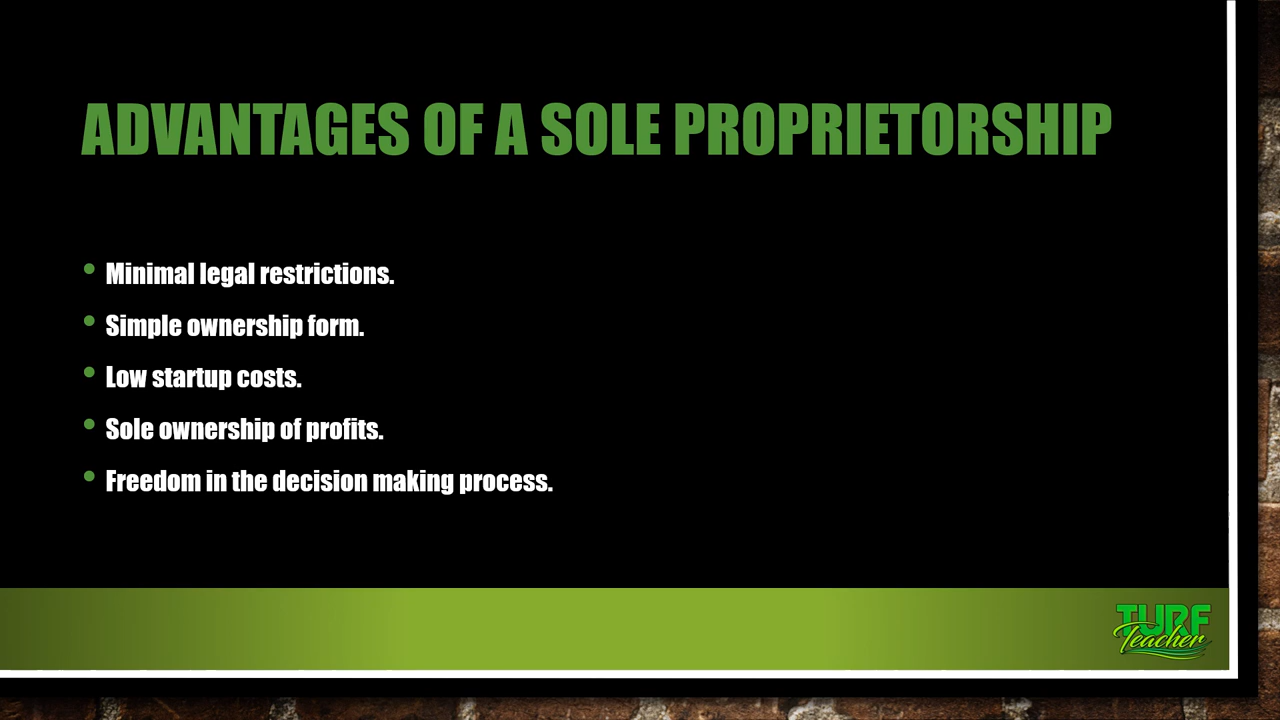 ADVANTAGES OF A SOLE PROPRIETORSHIP
Minimal legal restrictions.
Simple ownership form.
Low startup costs.
Sole ownership of profits.
Freedom in the decision making process.
TURF
Teacher